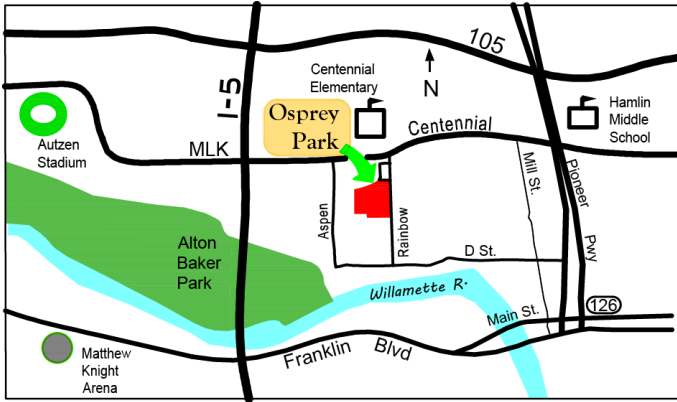 105
I-5
Centennial
Elementary
N
Osprey
Park
Hamlin
Middle
School
Autzen
Stadium
MLK
Centennial
Mill St.
Pioneer
Pwy
Aspen
Rainbow
Alton
Baker
Park
D St.
Willamette R.
126
Main St.
Franklin Blvd
Matthew
Knight
Arena